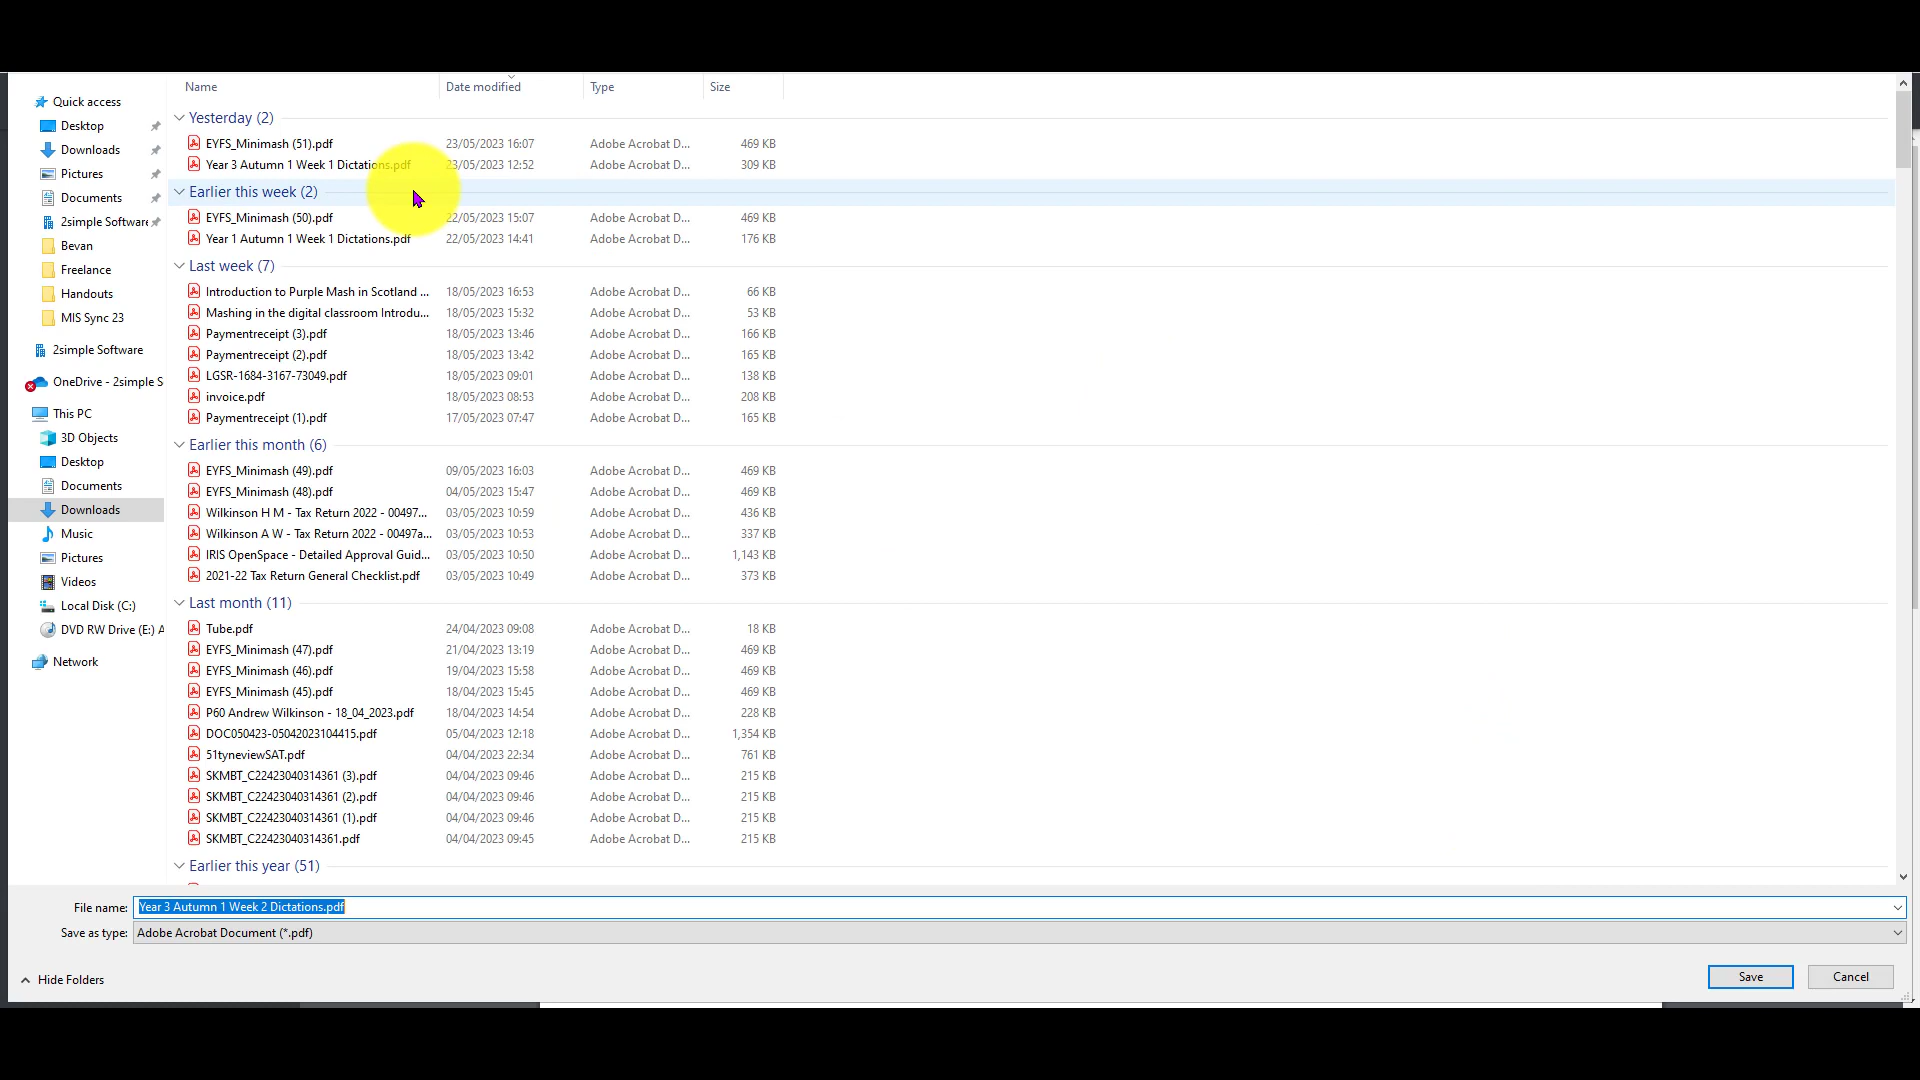 Name Date modified Type Size
Quick access
Desktop
Downloads
Pictures
Documents
2simple Software
Bevan
Freelance
Handouts
MIS Sync 23
2simple Software
OneDrive - 2simple S
This PC
3D Objects
Desktop
Documents
Downloads
Music
Pictures
Videos
Local Disk (C:)
DVD RW Drive (E:) A
Network
Yesterday (2)
EYFS_Minimash (51).pdf 23/05/2023 16:07 Adobe Acrobat D... 469 KB
Year 3 Autumn 1 Week 1 Dictations.pdf 23/05/2023 12:52 Adobe Acrobat D... 309 KB
Earlier this week (2)
EYFS_Minimash (50).pdf 22/05/2023 15:07 Adobe Acrobat D... 469 KB
Year 1 Autumn 1 Week 1 Dictations.pdf 22/05/2023 14:41 Adobe Acrobat D... 176 KB
Last week (7)
Introduction to Purple Mash in Scotland ... 18/05/2023 16:53 Adobe Acrobat D... 66 KB
Mashing in the digital classroom Introdu... 18/05/2023 15:32 Adobe Acrobat D... 53 KB
Paymentreceipt (3).pdf 18/05/2023 13:46 Adobe Acrobat D... 166 KB
Paymentreceipt (2).pdf 18/05/2023 13:42 Adobe Acrobat D... 165 KB
LGSR-1684-3167-73049.pdf 18/05/2023 09:01 Adobe Acrobat D... 138 KB
invoice.pdf 18/05/2023 08:53 Adobe Acrobat D... 208 KB
Paymentreceipt (1).pdf 17/05/2023 07:47 Adobe Acrobat D... 165 KB
Earlier this month (6)
EYFS_Minimash (49).pdf 09/05/2023 16:03 Adobe Acrobat D... 469 KB
EYFS_Minimash (48).pdf 04/05/2023 15:47 Adobe Acrobat D... 469 KB
Wilkinson H M - Tax Return 2022 - 00497... 03/05/2023 10:59 Adobe Acrobat D... 436 KB
Wilkinson A W - Tax Return 2022 - 00497a... 03/05/2023 10:53 Adobe Acrobat D... 337 KB
IRIS OpenSpace - Detailed Approval Guid... 03/05/2023 10:50 Adobe Acrobat D... 1,143 KB
2021-22 Tax Return General Checklist.pdf 03/05/2023 10:49 Adobe Acrobat D... 373 KB
Last month (11)
Tube.pdf 24/04/2023 09:08 Adobe Acrobat D... 18 KB
EYFS_Minimash (47).pdf 21/04/2023 13:19 Adobe Acrobat D... 469 KB
EYFS_Minimash (46).pdf 19/04/2023 15:58 Adobe Acrobat D... 469 KB
EYFS_Minimash (45).pdf 18/04/2023 15:45 Adobe Acrobat D... 469 KB
P60 Andrew Wilkinson - 18_04_2023.pdf 18/04/2023 14:54 Adobe Acrobat D... 228 KB
DOC050423-05042023104415.pdf 05/04/2023 12:18 Adobe Acrobat D... 1,354 KB
51tyneviewSAT.pdf 04/04/2023 22:34 Adobe Acrobat D... 761 KB
SKMBT_C22423040314361 (3).pdf 04/04/2023 09:46 Adobe Acrobat D... 215 KB
SKMBT_C22423040314361 (2).pdf 04/04/2023 09:46 Adobe Acrobat D... 215 KB
SKMBT_C22423040314361 (1).pdf 04/04/2023 09:46 Adobe Acrobat D... 215 KB
SKMBT_C22423040314361.pdf 04/04/2023 09:45 Adobe Acrobat D... 215 KB
Earlier this year (51)
File name: Year 3 Autumn 1 Week 2 Dictations.pdf
Save as type: Adobe Acrobat Document (*.pdf)
Hide Folders Save Cancel